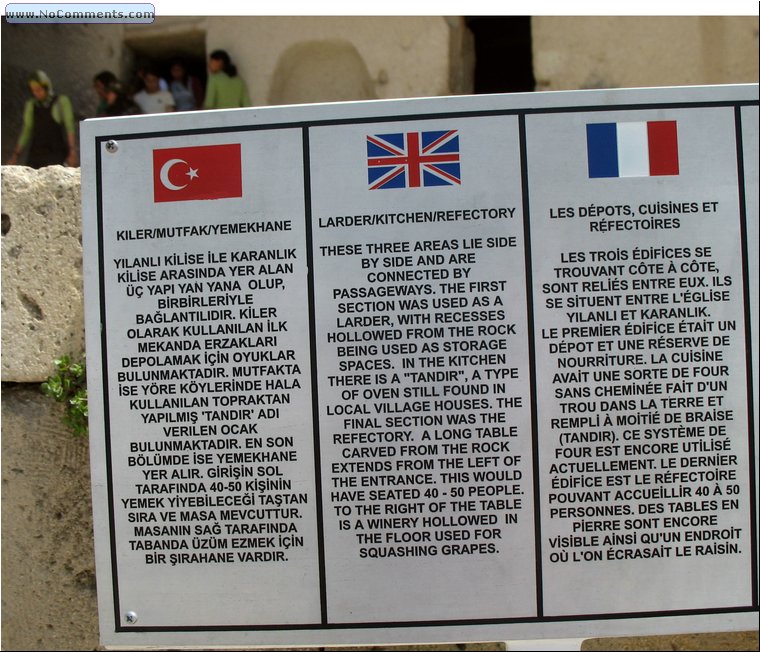 www.NoComments.com
KILER/MUTFAK/YEMEKHANE
YILANLI KİLİSE İLE KARANLIK
KİLİSE ARASINDA YER ALAN
ÜÇ YAPI YAN YANA OLUP,
BİRBİRLERİYLE
BAĞLANTILIDIR. KİLER
OLARAK KULLANILAN İLK
MEKANDA ERZAKLARI
DEPOLAMAK İÇİN OYUKLAR
BULUNMAKTADIR. MUTFAKTA
İSE YÖRE KÖYLERİNDE HALA
KULLANILAN TOPRAKTAN
YAPILMIŞ 'TANDIR' ADI
VERİLEN OCAK
BULUNMAKTADIR. EN SON
BÖLÜMDE İSE YEMEKHANE
YER ALIR. GİRİŞİN SOL
TARAFINDA 40-50 KİŞİNİN
YEMEK YİYEBİLECEĞİ TAŞTAN
SIRA VE MASA MEVCUTTUR.
MASANIN SAĞ TARAFINDA
TABANDA ÜZÜM EZMEK İÇİN
BİR ŞIRAHANE VARDIR.
LARDER/KITCHEN/REFECTORY
THESE THREE AREAS LIE SIDE
BY SIDE AND ARE
CONNECTED BY
PASSAGEWAYS. THE FIRST
SECTION WAS USED AS A
LARDER, WITH RECESSES
HOLLOWED FROM THE ROCK
BEING USED AS STORAGE
SPACES. IN THE KITCHEN
THERE IS A "TANDIR", A TYPE
OF OVEN STILL FOUND IN
LOCAL VILLAGE HOUSES. THE
FINAL SECTION WAS THE
REFECTORY. A LONG TABLE
CARVED FROM THE ROCK
EXTENDS FROM THE LEFT OF
THE ENTRANCE. THIS WOULD
HAVE SEATED 40 - 50 PEOPLE.
TO THE RIGHT OF THE TABLE
IS A WINERY HOLLOWED IN
THE FLOOR USED FOR
SQUASHING GRAPES.
LES DÉPOTS, CUISINES ET
RÉFECTOIRES
LES TROIS ÉDIFICES SE
TROUVANT CÔTE À CÔTE,
SONT RELIÉS ENTRE EUX. ILS
SE SITUENT ENTRE L'ÉGLISE
YILANLI ET KARANLIK.
LE PREMIER ÉDIFICE ÉTAIT UN
DÉPOT ET UNE RÉSERVE DE
NOURRITURE. LA CUISINE
AVAIT UNE SORTE DE FOUR
SANS CHEMINÉE FAIT D'UN
TROU DANS LA TERRE ET
REMPLI À MOITIÉ DE BRAISE
(TANDIR). CE SYSTÈME DE
FOUR EST ENCORE UTILISÉ
ACTUELLEMENT. LE DERNIER
ÉDIFICE EST LE RÉFECTOİRE
POUVANT ACCUEILLİR 40 À 50
PERSONNES. DES TABLES EN
PİERRE SONT ENCORE
VISIBLE AINSİ QU'UN ENDROIT
OÙ L'ON ÉCRASAIT LE RAISIN.